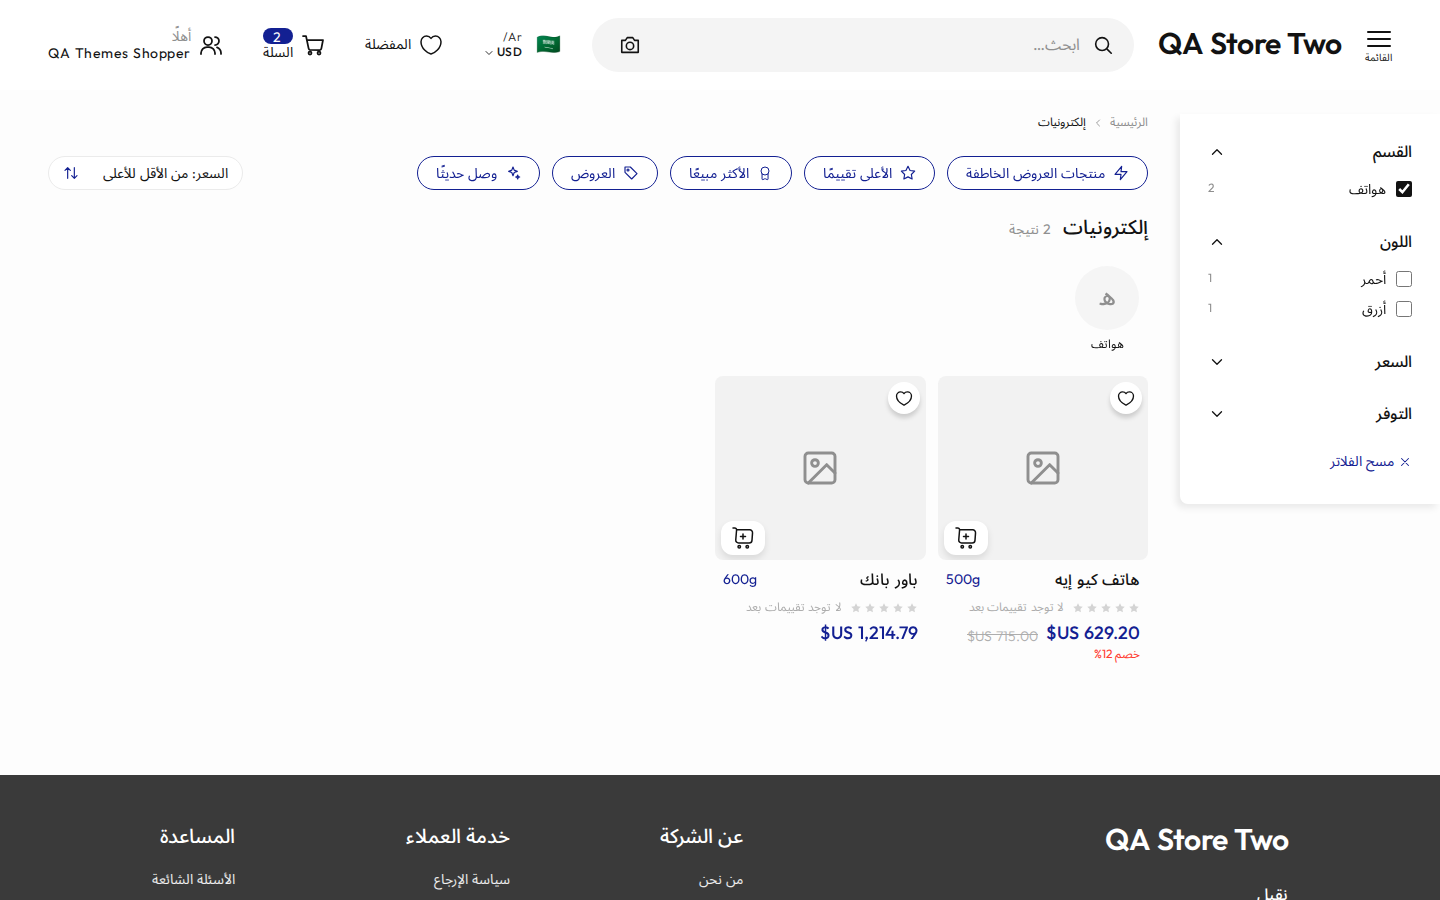 القائمة
QA Store Two
ابحث...
Ar/
USD
المفضلة
2
السلة
أهلًا
QA Themes Shopper
القسم
هواتف 2
اللون
أحمر 1
أزرق 1
السعر
التوفر
مسح الفلاتر
الرئيسية إلكترونيات
منتجات العروض الخاطفة
الأعلى تقييمًا
الأكثر مبيعًا
العروض
وصل حديثًا
السعر: من الأقل للأعلى
إلكترونيات 2 نتيجة
هـ
هواتف
هاتف كيو إيه 500g
لا توجد تقييمات بعد
$US 629.20 $US 715.00
خصم 12%
باور بانك 600g
لا توجد تقييمات بعد
$US 1,214.79
QA Store Two
نقبل
عن الشركة
من نحن
خدمة العملاء
سياسة الإرجاع
المساعدة
الأسئلة الشائعة